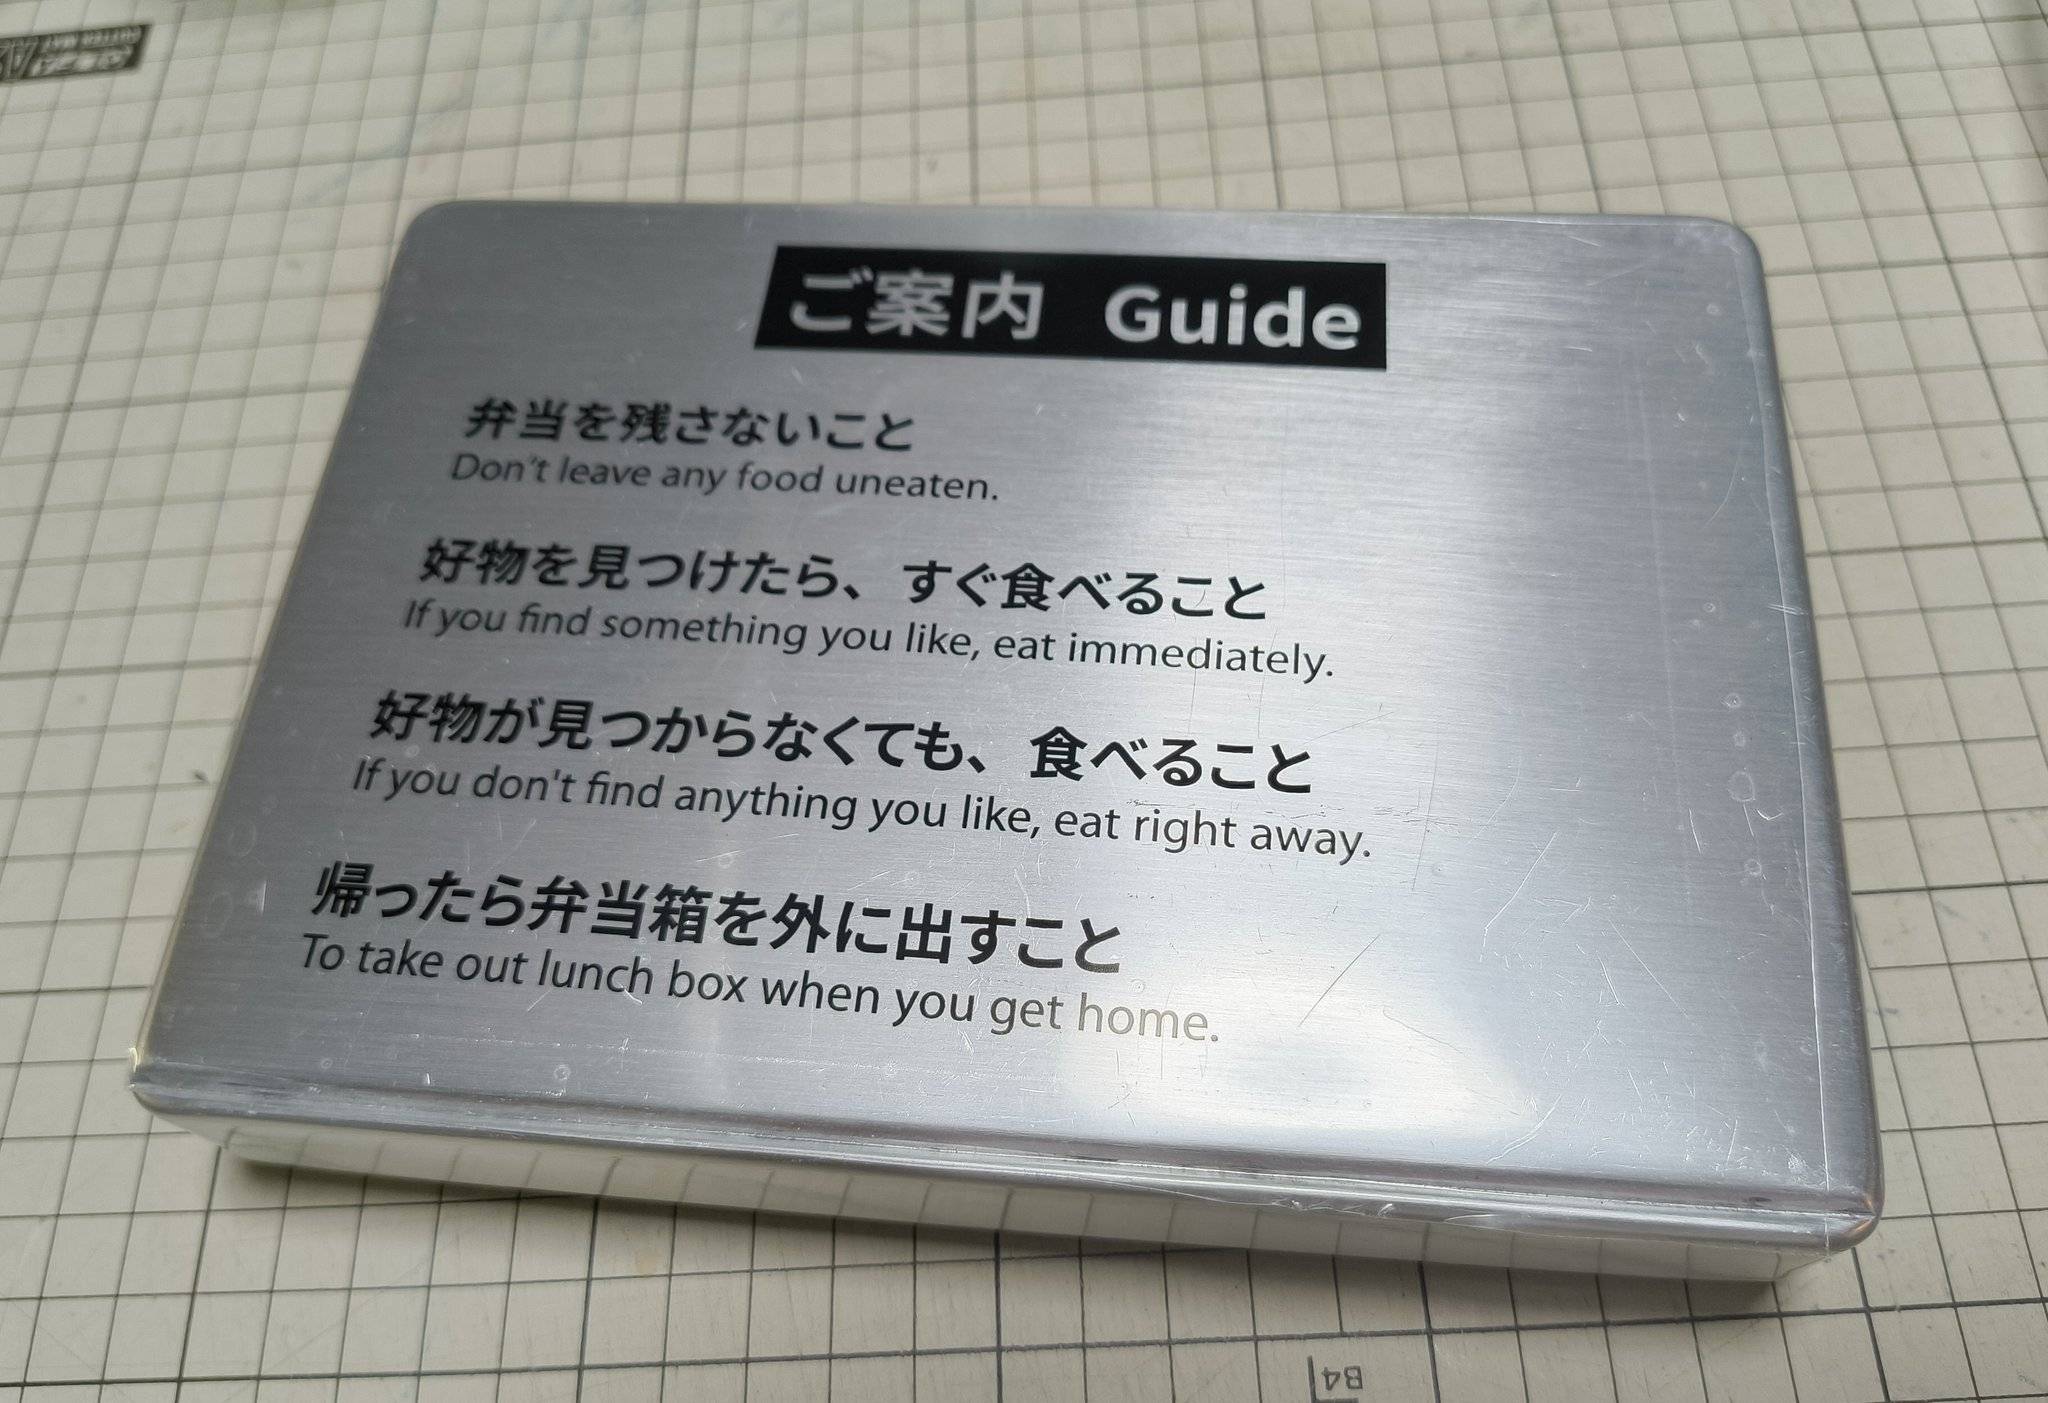 ご案内 Guide
弁当を残さないこと
Don't leave any food uneaten.
好物を見つけたら、すぐ食べること
If you find something you like, eat immediately.
好物が見つからなくても、食べること
If you don't find anything you like, eat right away.
帰ったら弁当箱を外に出すこと
To take out lunch box when you get home.
B4